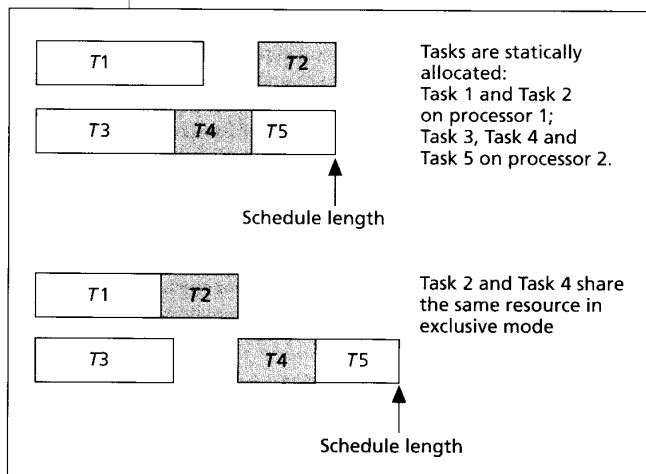 T1
T2
Tasks are statically
allocated:
Task 1 and Task 2
on processor 1;
Task 3, Task 4 and
Task 5 on processor 2.
T3
T4
T5
Schedule length
T1
T2
Task 2 and Task 4 share
the same resource in
exclusive mode
T3
T4
T5
Schedule length